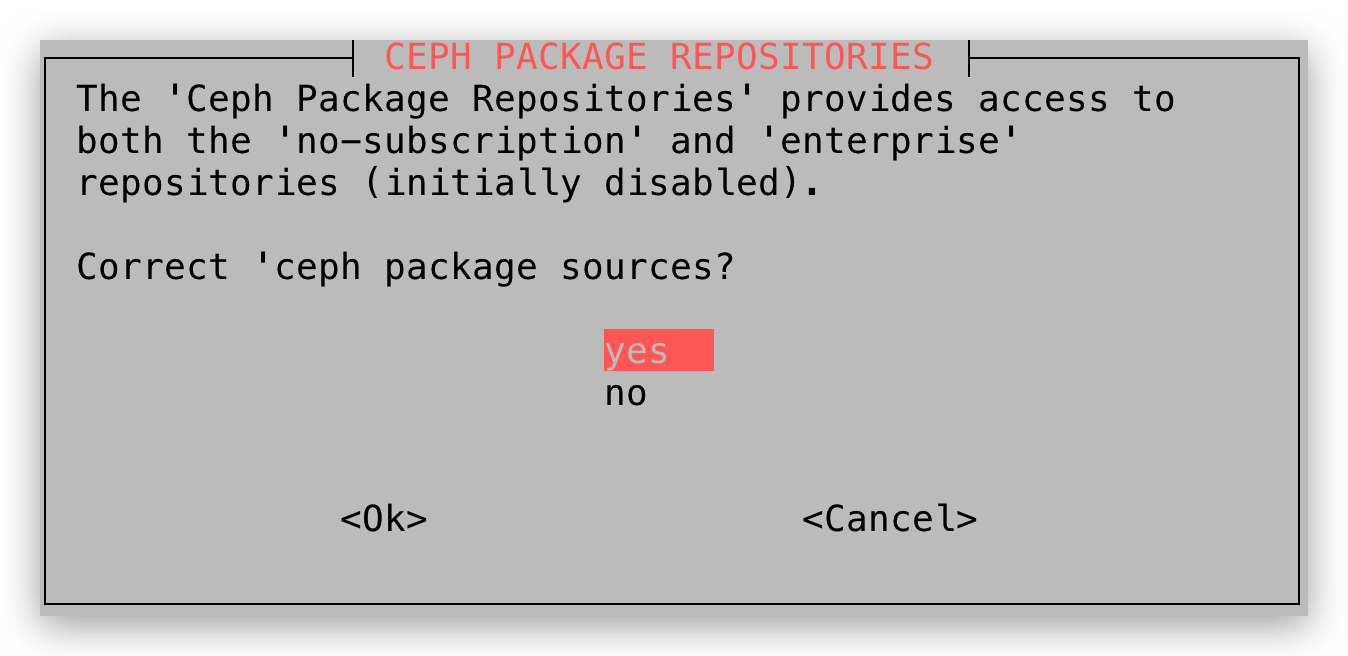 CEPH PACKAGE REPOSITORIES
The 'Ceph Package Repositories' provides access to
both the 'no-subscription' and 'enterprise'
repositories (initially disabled).
Correct 'ceph package sources?
yes
no
<Ok> <Cancel>